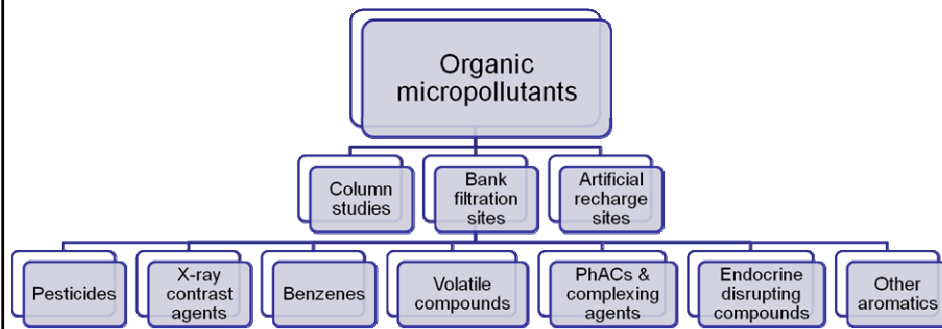 Organic
micropollutants
Column
studies
Bank
filtration
sites
Artificial
recharge
sites
Pesticides
X-ray
contrast
agents
Benzenes
Volatile
compounds
PhACs &
complexing
agents
Endocrine
disrupting
compounds
Other
aromatics